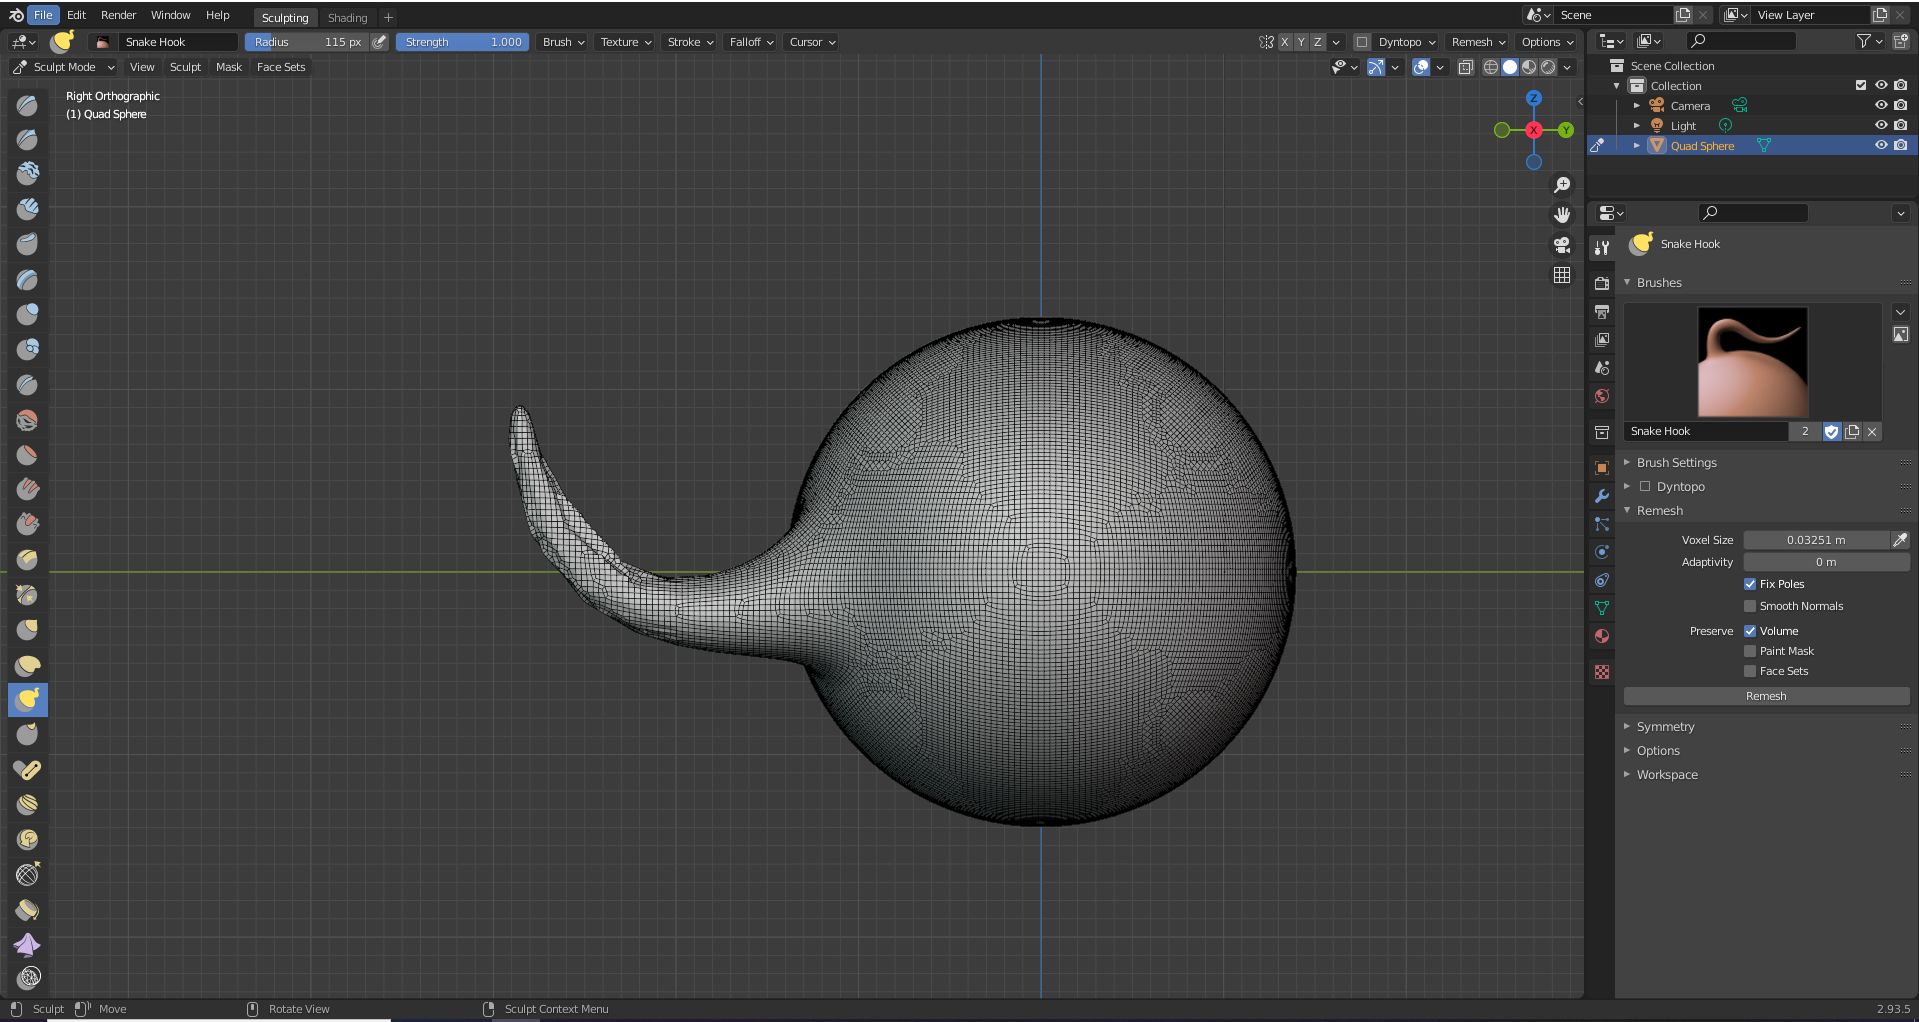 File Edit Render Window Help Sculpting Shading + Scene View Layer
Snake Hook Radius 115 px Strength 1.000 Brush Texture Stroke Falloff Cursor X Y Z Dyntopo Remesh Options
Sculpt Mode View Sculpt Mask Face Sets
Right Orthographic
(1) Quad Sphere
Z
X
Y
Scene Collection
Collection
Camera
Light
Quad Sphere
Snake Hook
Brushes
Snake Hook 2
Brush Settings
Dyntopo
Remesh
Voxel Size 0.03251 m
Adaptivity 0 m
Fix Poles
Smooth Normals
Preserve Volume
Paint Mask
Face Sets
Remesh
Symmetry
Options
Workspace
Sculpt Move Rotate View Sculpt Context Menu 2.93.5